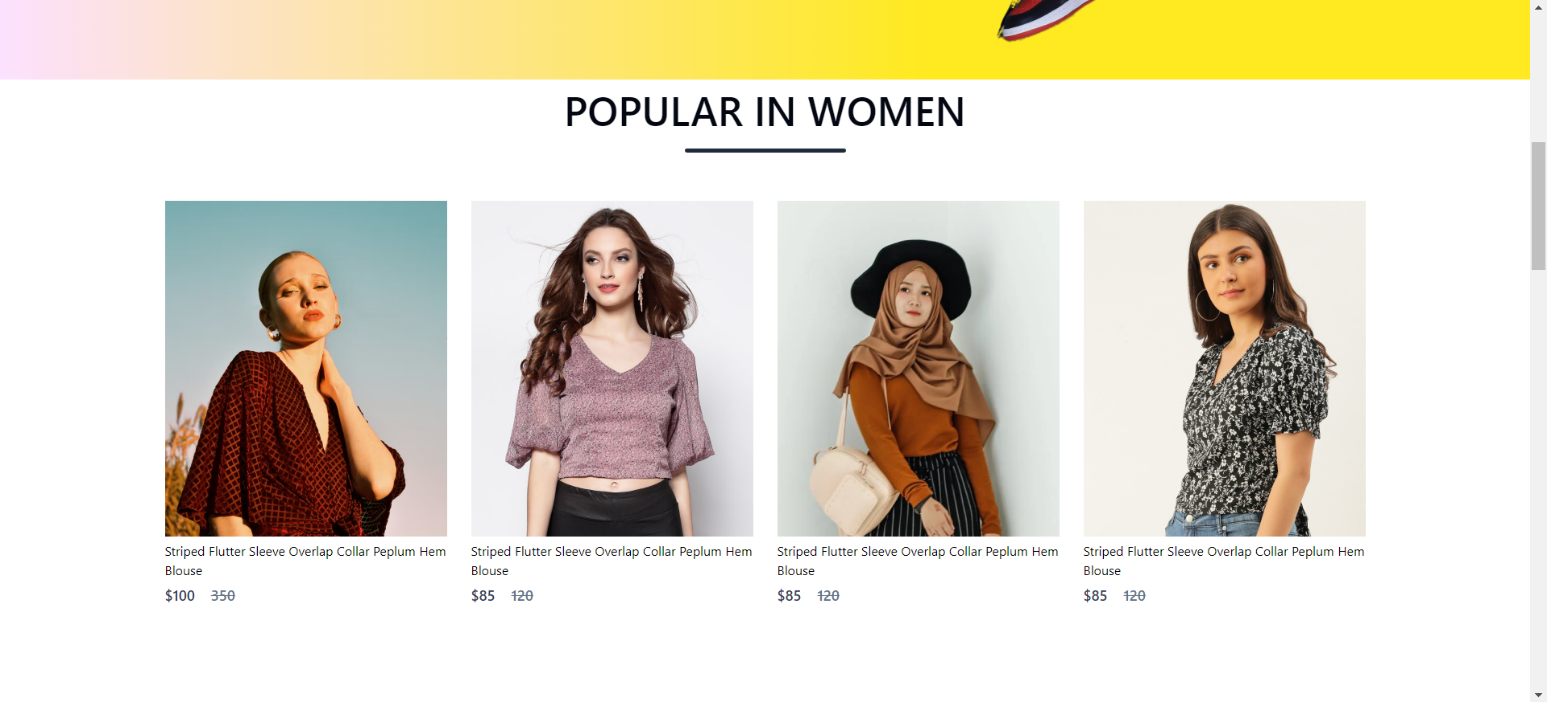 POPULAR IN WOMEN
Striped Flutter Sleeve Overlap Collar Peplum Hem
Blouse
$100 350
Striped Flutter Sleeve Overlap Collar Peplum Hem
Blouse
$85 120
Striped Flutter Sleeve Overlap Collar Peplum Hem
Blouse
$85 120
Striped Flutter Sleeve Overlap Collar Peplum Hem
Blouse
$85 120